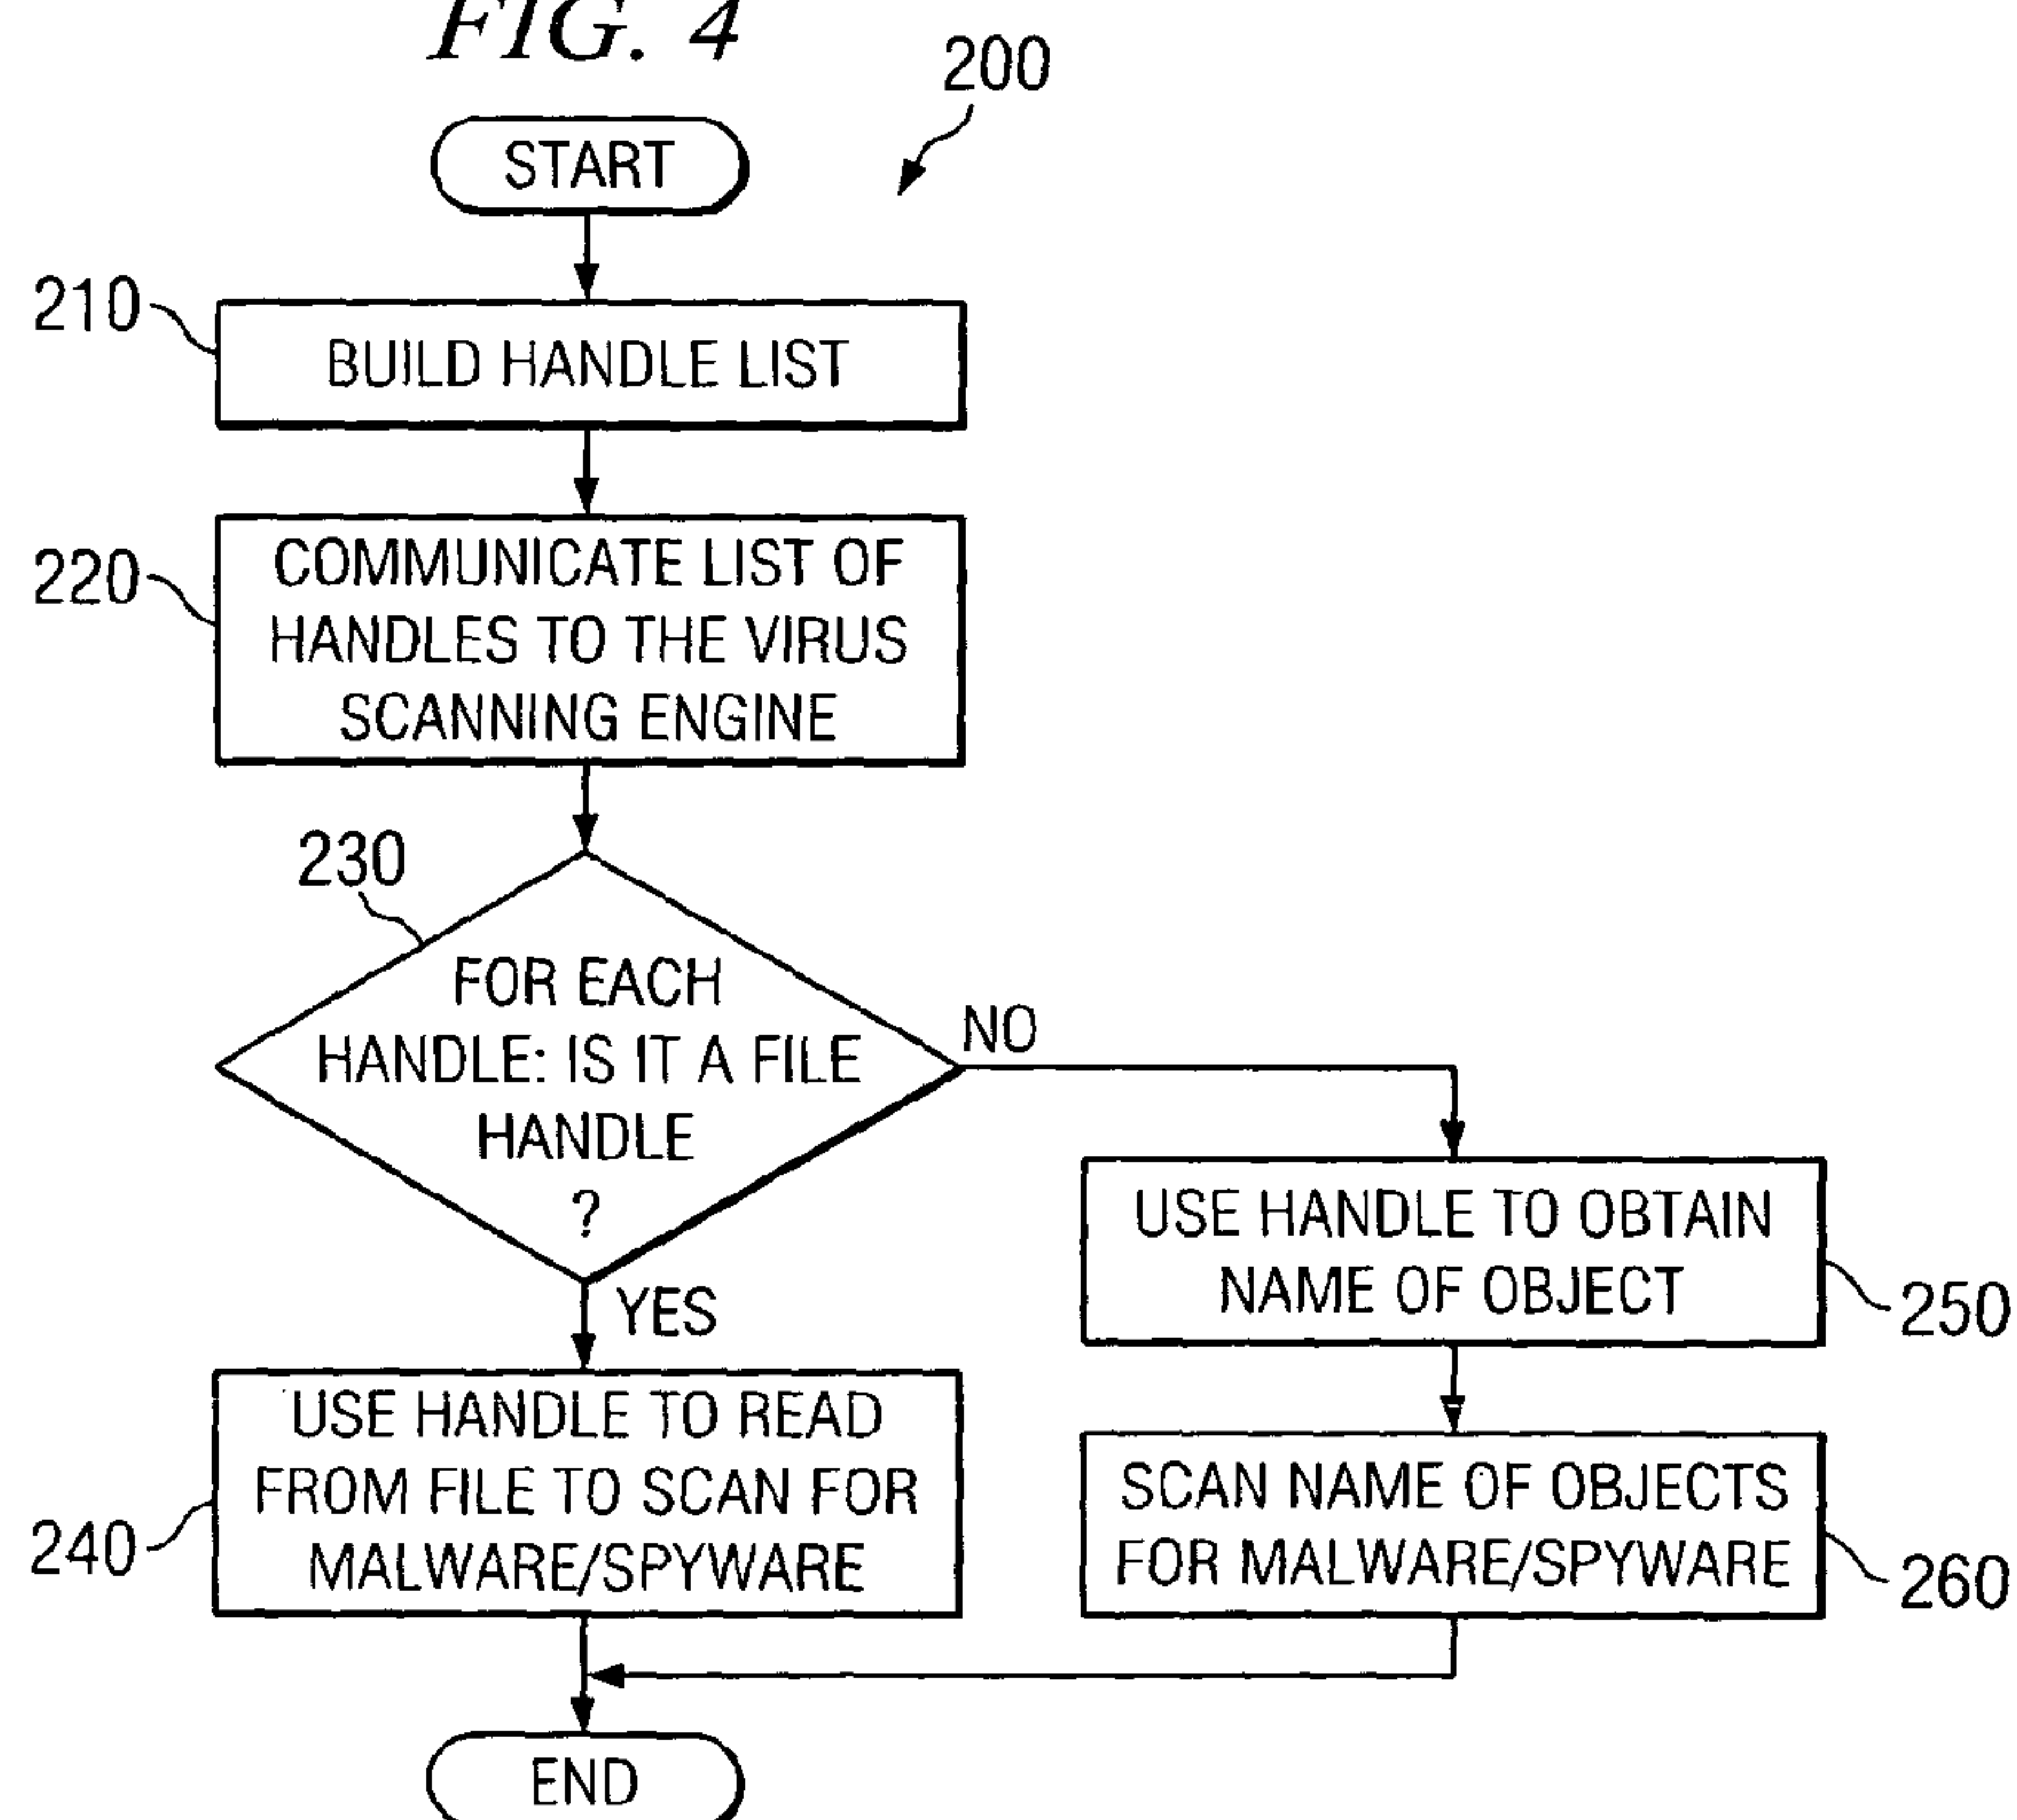 FIG. 4
200
START
210
BUILD HANDLE LIST
220
COMMUNICATE LIST OF
HANDLES TO THE VIRUS
SCANNING ENGINE
230
FOR EACH
HANDLE: IS IT A FILE
HANDLE
?
NO
YES
USE HANDLE TO OBTAIN
NAME OF OBJECT
250
240
USE HANDLE TO READ
FROM FILE TO SCAN FOR
MALWARE/SPYWARE
SCAN NAME OF OBJECTS
FOR MALWARE/SPYWARE
260
END